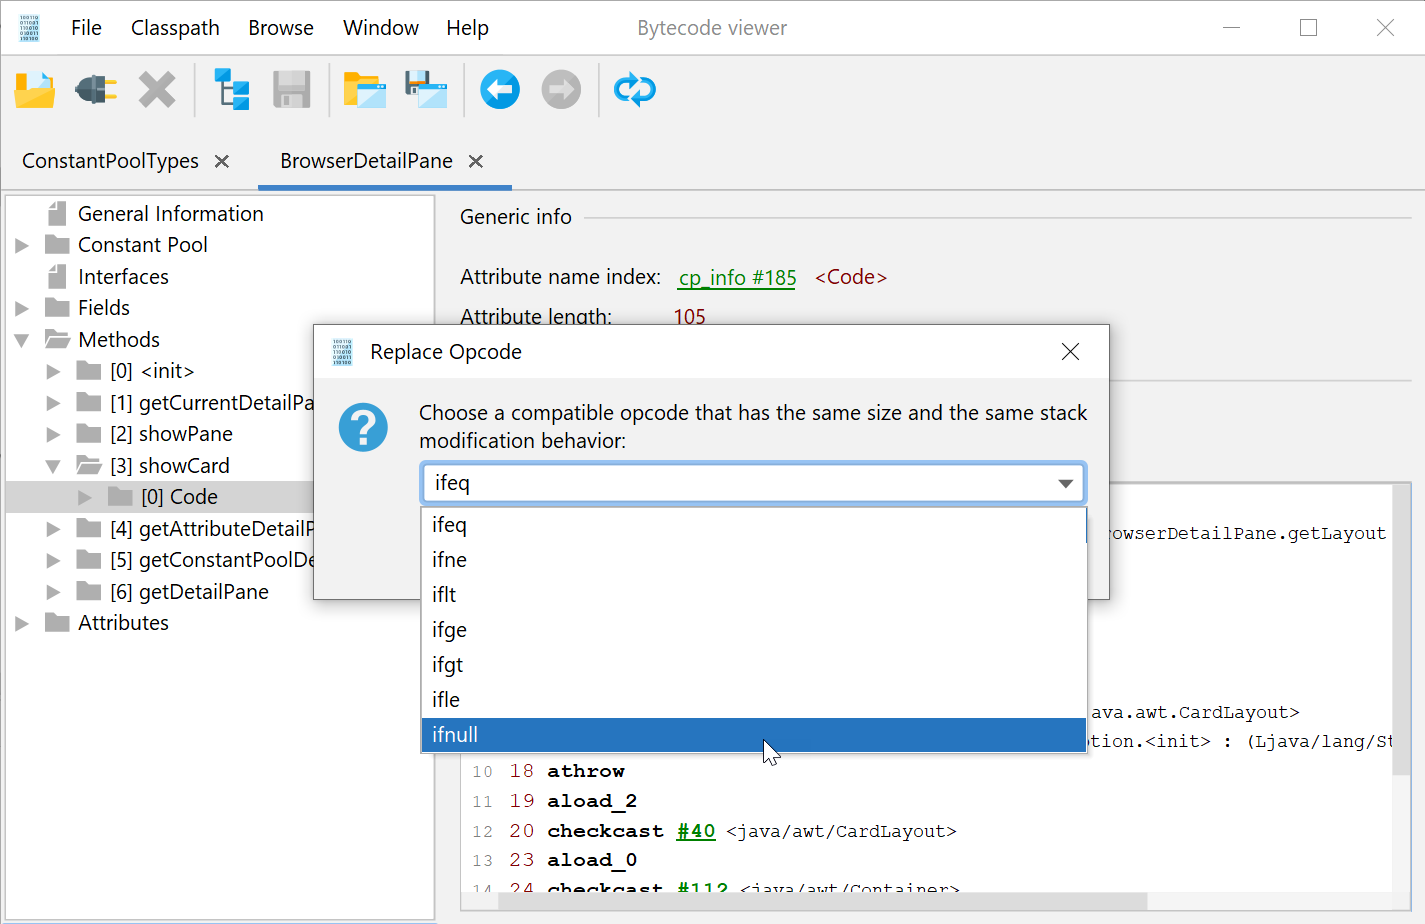 File Classpath Browse Window Help Bytecode viewer
ConstantPoolTypes BrowserDetailPane
General Information
Constant Pool
Interfaces
Fields
Methods
[0] <init>
[1] getCurrentDetailPa
[2] showPane
[3] showCard
[0] Code
[4] getAttributeDetailP
[5] getConstantPoolDe
[6] getDetailPane
Attributes
Generic info
Attribute name index: cp_info #185 <Code>
Attribute length: 105
Replace Opcode
Choose a compatible opcode that has the same size and the same stack
modification behavior:
ifeq
ifeq
ifne
iflt
ifge
ifgt
ifle
ifnull
rowserDetailPane.getLayout
ava.awt.CardLayout>
tion.<init> : (Ljava/lang/St
10 18 athrow
11 19 aload_2
12 20 checkcast #40 <java/awt/CardLayout>
13 23 aload_0
14 24 checkcast #112 <java/awt/Container>